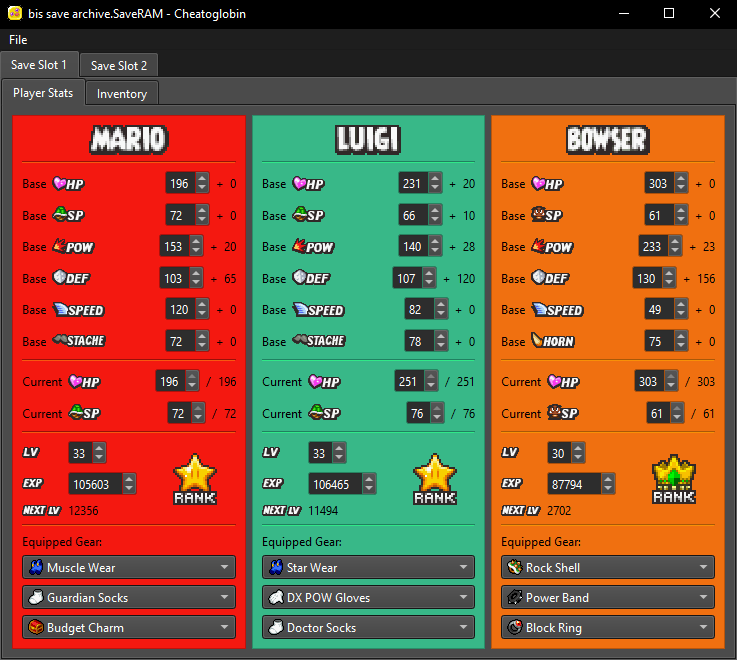 bis save archive.SaveRAM - Cheatoglobin
File
Save Slot 1 Save Slot 2
Player Stats Inventory
MARIO
Base HP 196 + 0
Base SP 72 + 0
Base POW 153 + 20
Base DEF 103 + 65
Base SPEED 120 + 0
Base STACHE 72 + 0
Current HP 196 / 196
Current SP 72 / 72
LV 33
EXP 105603
RANK
NEXT LV 12356
Equipped Gear:
Muscle Wear
Guardian Socks
Budget Charm
LUIGI
Base HP 231 + 20
Base SP 66 + 10
Base POW 140 + 28
Base DEF 107 + 120
Base SPEED 82 + 0
Base STACHE 78 + 0
Current HP 251 / 251
Current SP 76 / 76
LV 33
EXP 106465
RANK
NEXT LV 11494
Equipped Gear:
Star Wear
DX POW Gloves
Doctor Socks
BOWSER
Base HP 303 + 0
Base SP 61 + 0
Base POW 233 + 23
Base DEF 130 + 156
Base SPEED 49 + 0
Base HORN 75 + 0
Current HP 303 / 303
Current SP 61 / 61
LV 30
EXP 87794
RANK
NEXT LV 2702
Equipped Gear:
Rock Shell
Power Band
Block Ring